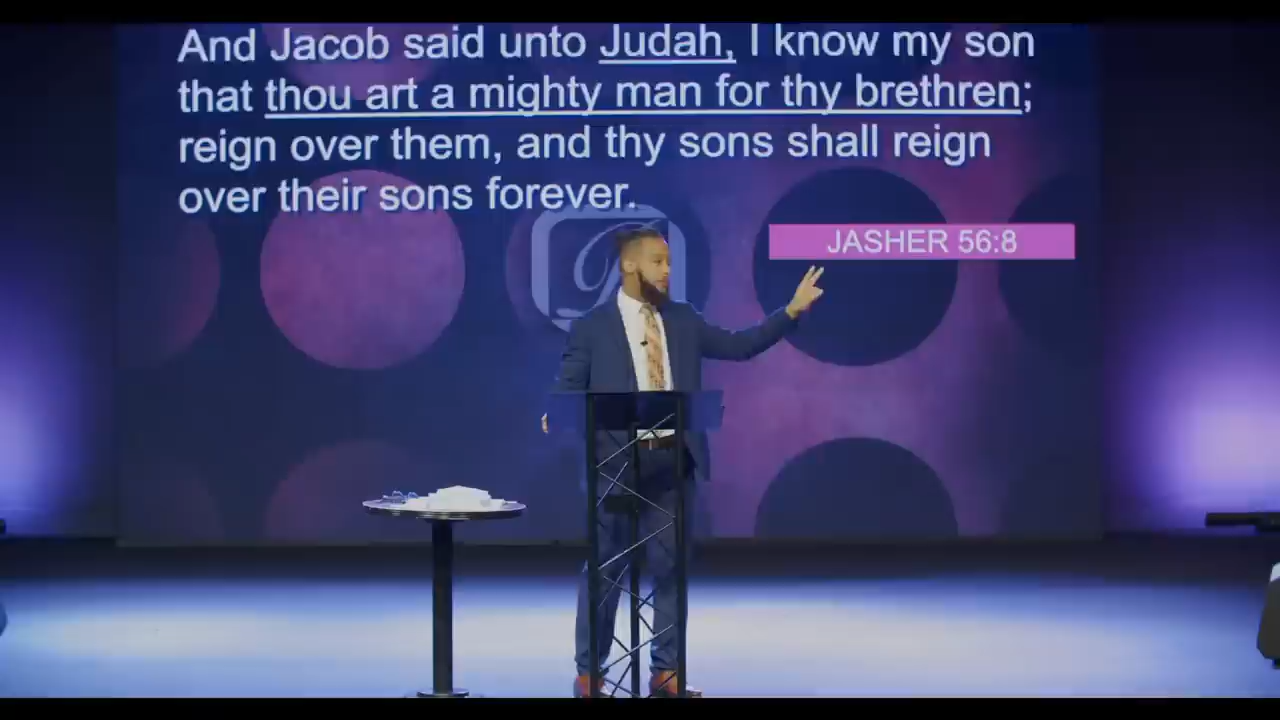 And Jacob said unto Judah, I know my son
that thou art a mighty man for thy brethren;
reign over them, and thy sons shall reign
over their sons forever.
JASHER 56:8